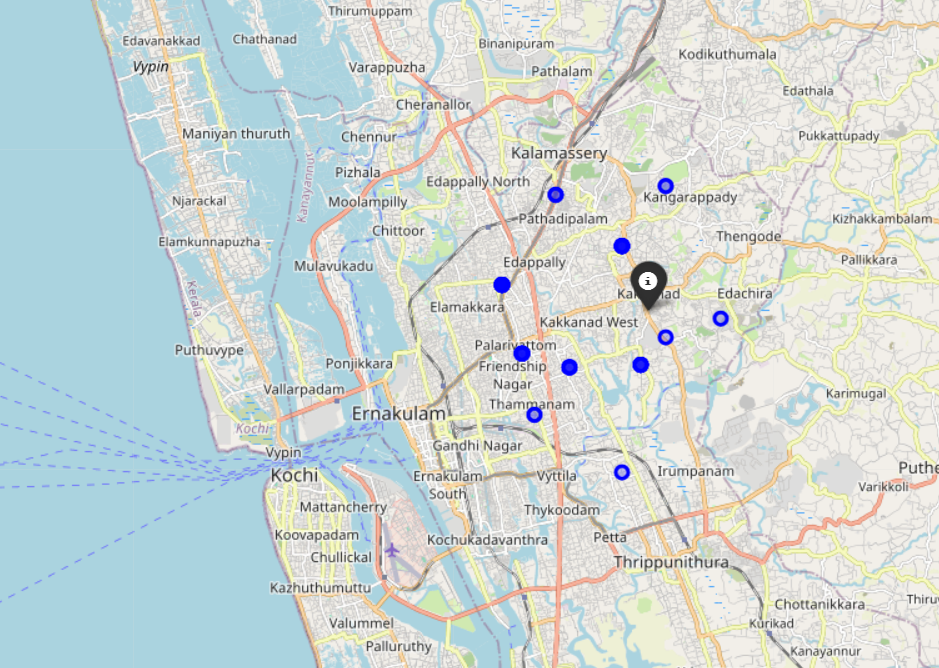 Thirumuppam
Edavanakkad
Chathanad
Binanipuram
Kodikuthumala
Vypin
Varappuzha
Pathalam
Edathala
Cheranallor
Maniyan thuruth
Chennur
Pukkattupady
Kalamassery
Kanayannur
Pizhala
Edappally North
Njarackal
Moolampilly
Kangarappady
Pathadipalam
Kizhakkambalam
Chittoor
Thengode
Elamkunnapuzha
Mulavukadu
Edappally
Pallikkara
Kerala
Edachira
Elamakkara
Kakkanad West
Puthuvype
Palarivattom
Ponjikkara
Friendship
Nagar
Vallarpadam
Karimugal
Thammanam
Ernakulam
Kochi
Gandhi Nagar
Vypin
Kochi
Ernakulam
South
Vyttila
Irumpanam
Puthe
Varikkoli
Mattancherry
Thykoodam
Koovapadam
Kochukadavanthra
Petta
Chullickal
Thrippunithura
Kazhuthumuttu
Thiru
Chottanikkara
Valummel
Kurikad
Palluruthy
Kanayannur